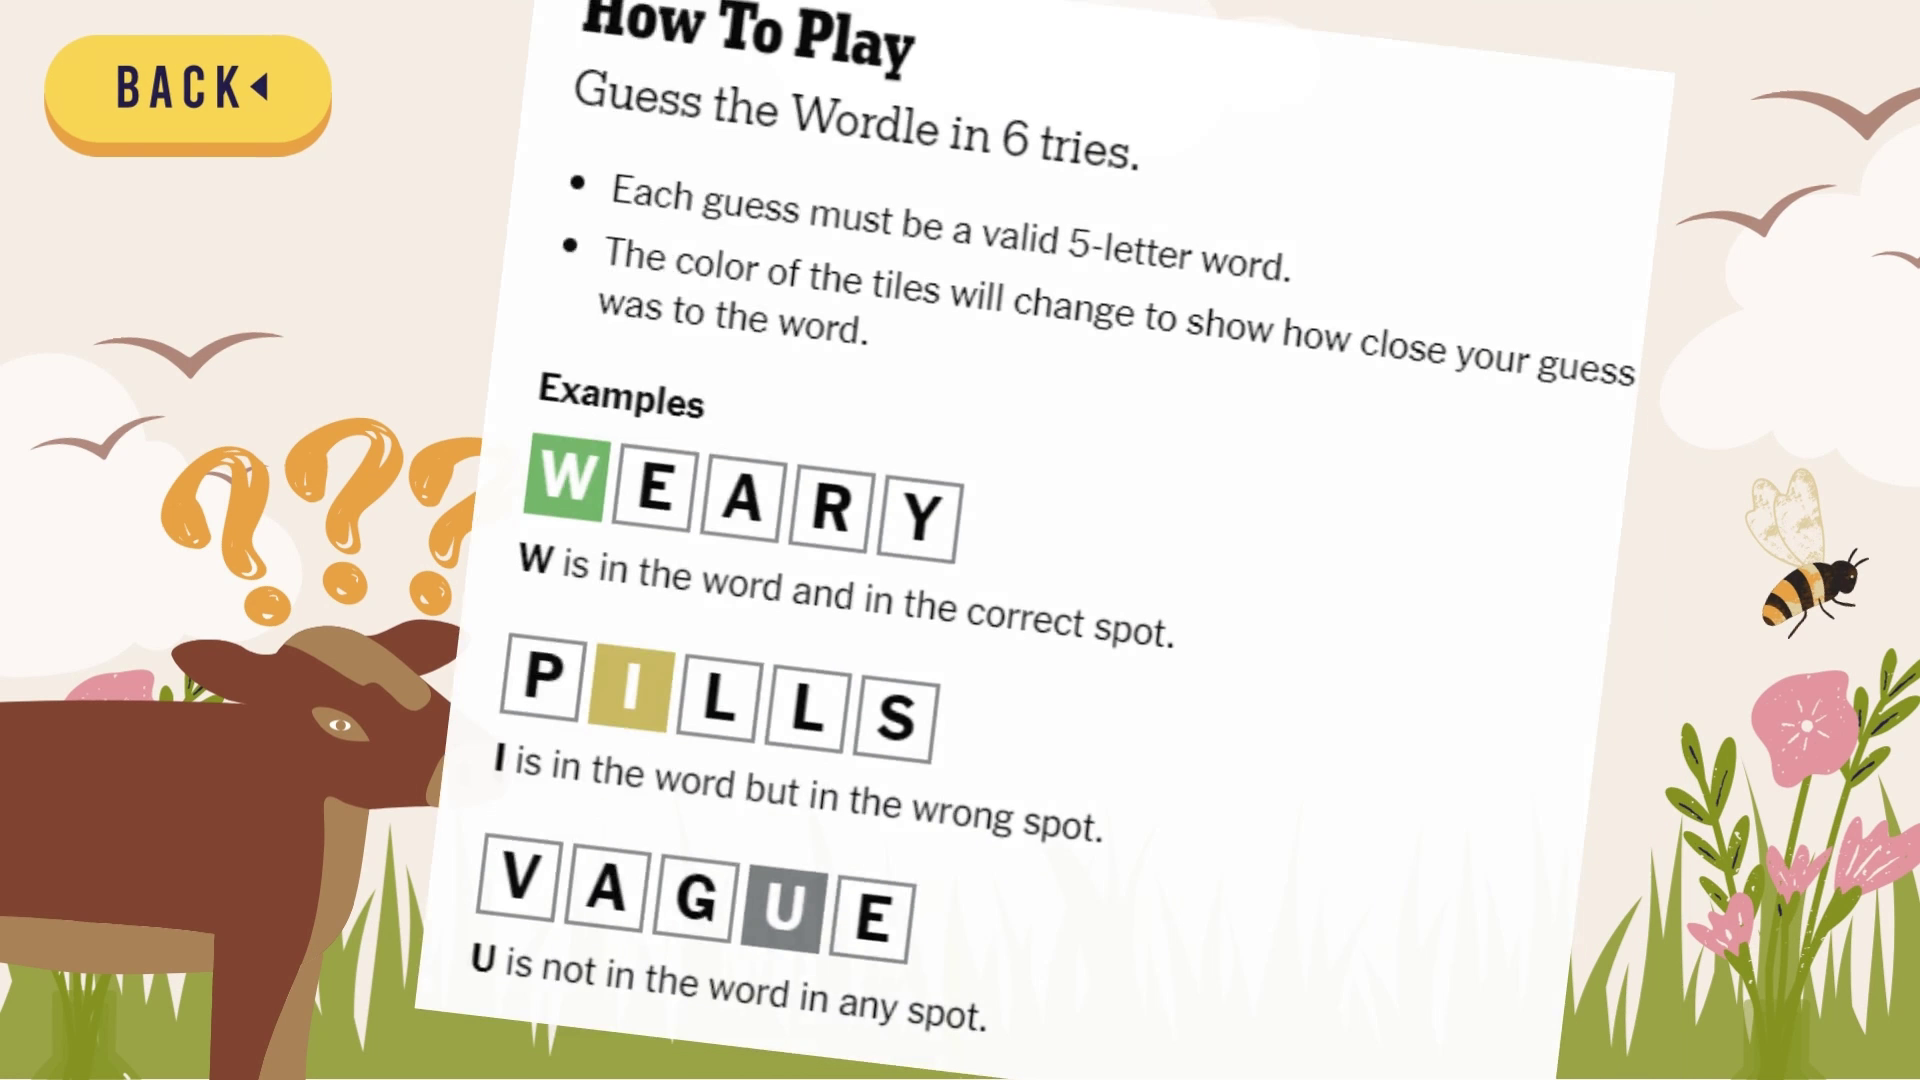 BACK
How To Play
Guess the Wordle in 6 tries.
• Each guess must be a valid 5-letter word.
• The color of the tiles will change to show how close your guess
was to the word.
Examples
WEARY
W is in the word and in the correct spot.
PILLS
I is in the word but in the wrong spot.
VAGUE
U is not in the word in any spot.
???